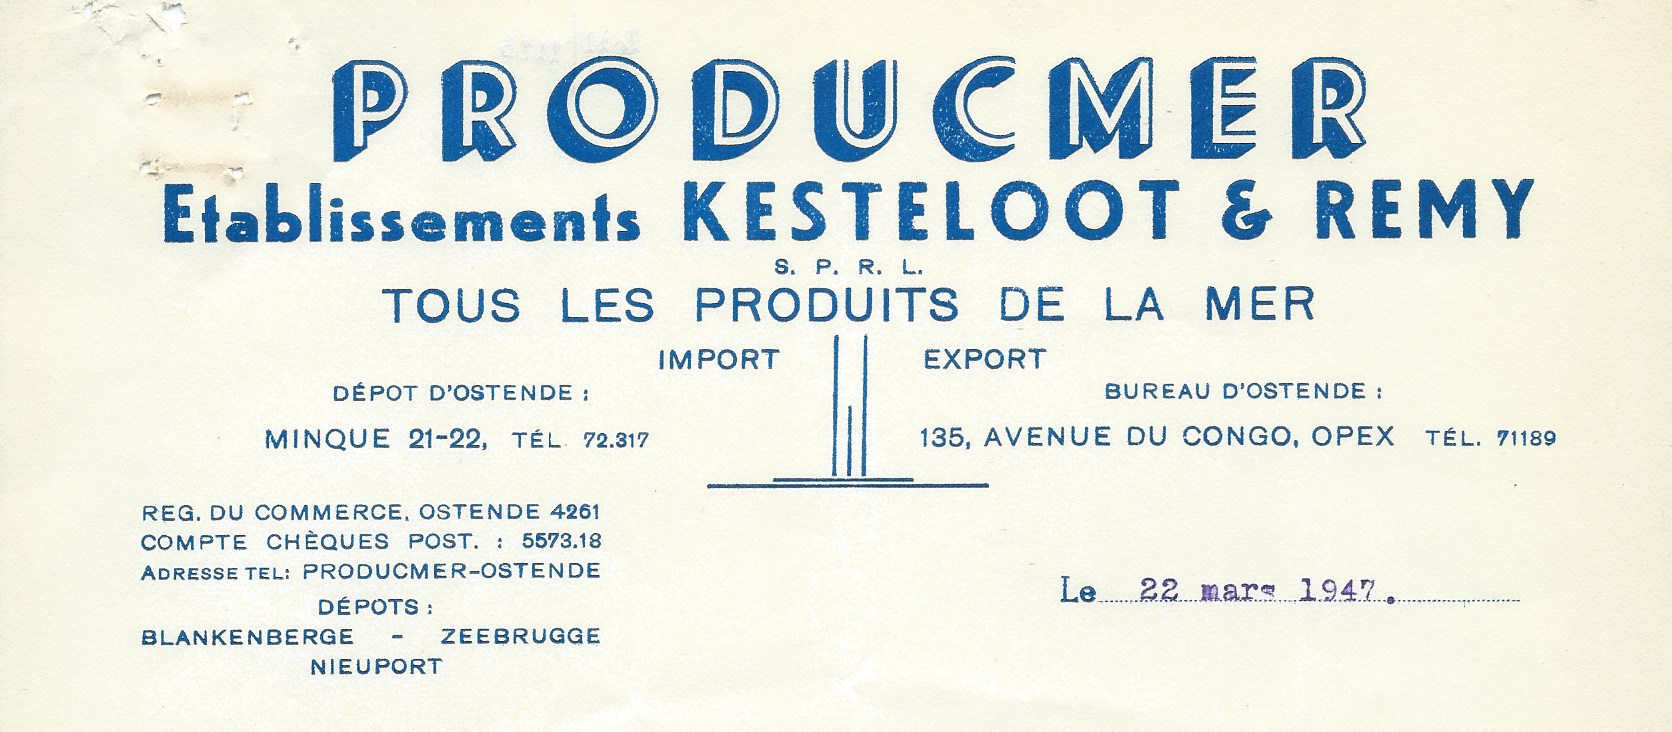 PRODUCMER
Etablissements KESTELOOT & REMY
S. P. R. L.
TOUS LES PRODUITS DE LA MER
IMPORT EXPORT
DÉPOT D'OSTENDE :
MINQUE 21-22, TÉL. 72.317
BUREAU D'OSTENDE :
135, AVENUE DU CONGO, OPEX TÉL. 71189
REG. DU COMMERCE, OSTENDE 4261
COMPTE CHÈQUES POST. : 5573.18
ADRESSE TEL: PRODUCMER-OSTENDE
DÉPOTS :
BLANKENBERGE - ZEEBRUGGE
NIEUPORT
Le 22 mars 1947.